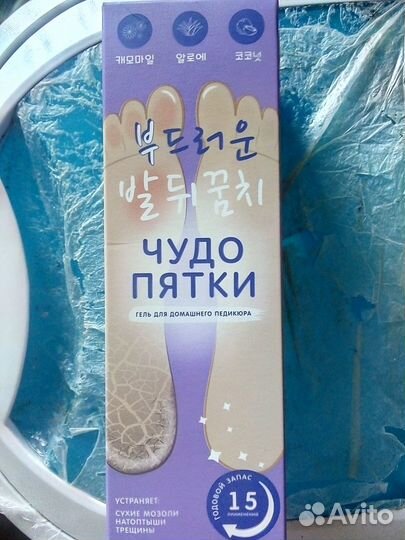 캐모마일 알로에 코코넛
부드러운
발뒤꿈치
ЧУДО
ПЯТКИ
ГЕЛЬ ДЛЯ ДОМАШНЕГО ПЕДИКЮРА
УСТРАНЯЕТ:
СУХИЕ МОЗОЛИ
НАТОПТЫШИ
ТРЕЩИНЫ
ГОДОВОЙ ЗАПАС
15
ПРИМЕНЕНИЙ
Avito